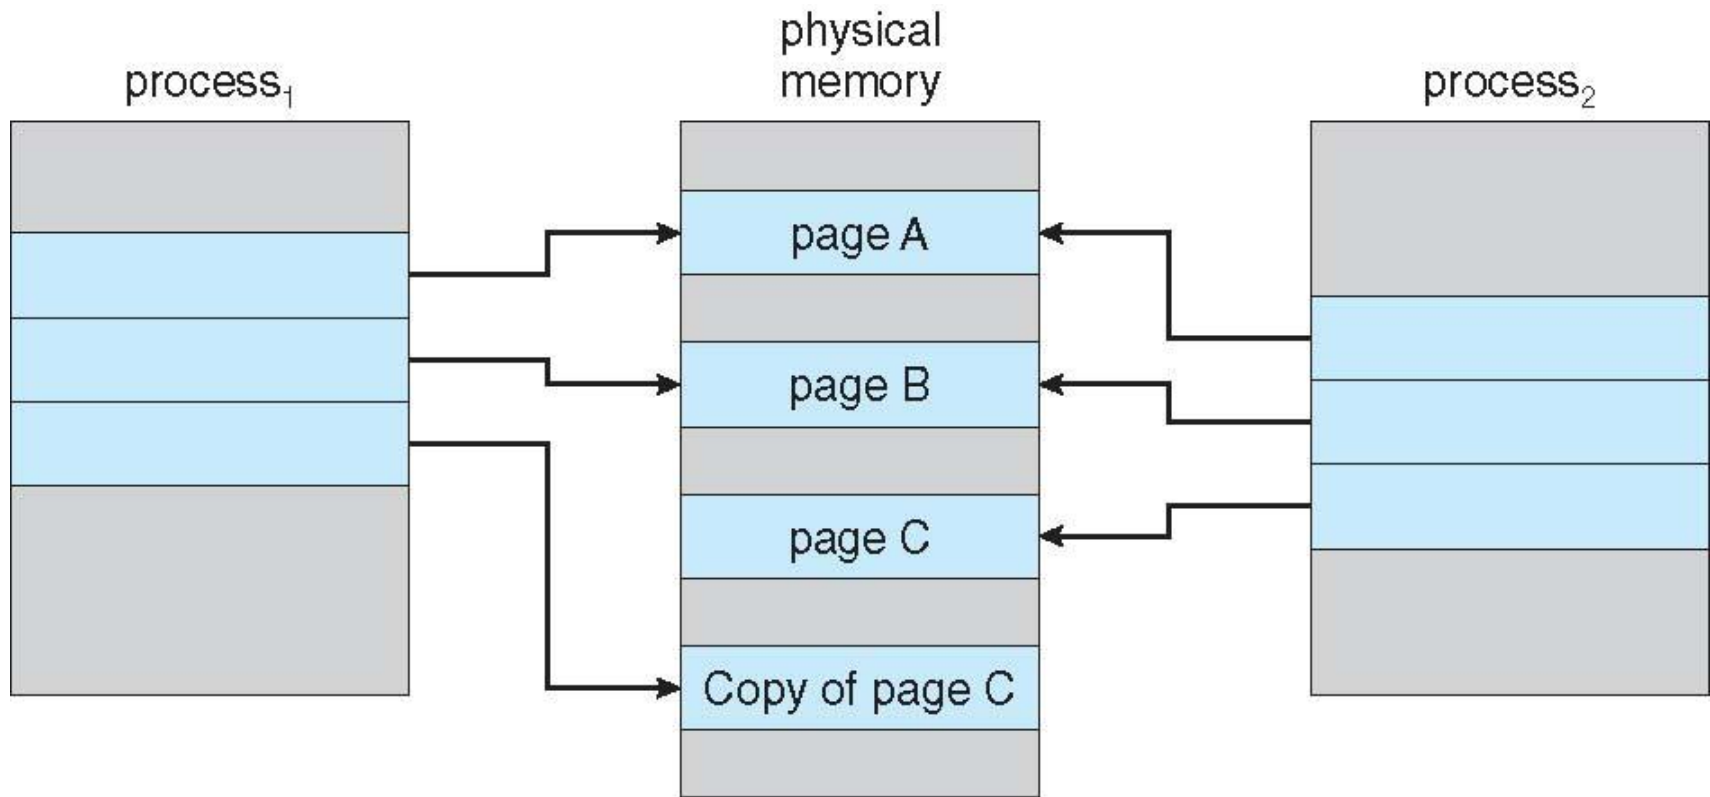 process₁
physical
memory
process₂
page A
page B
page C
Copy of page C